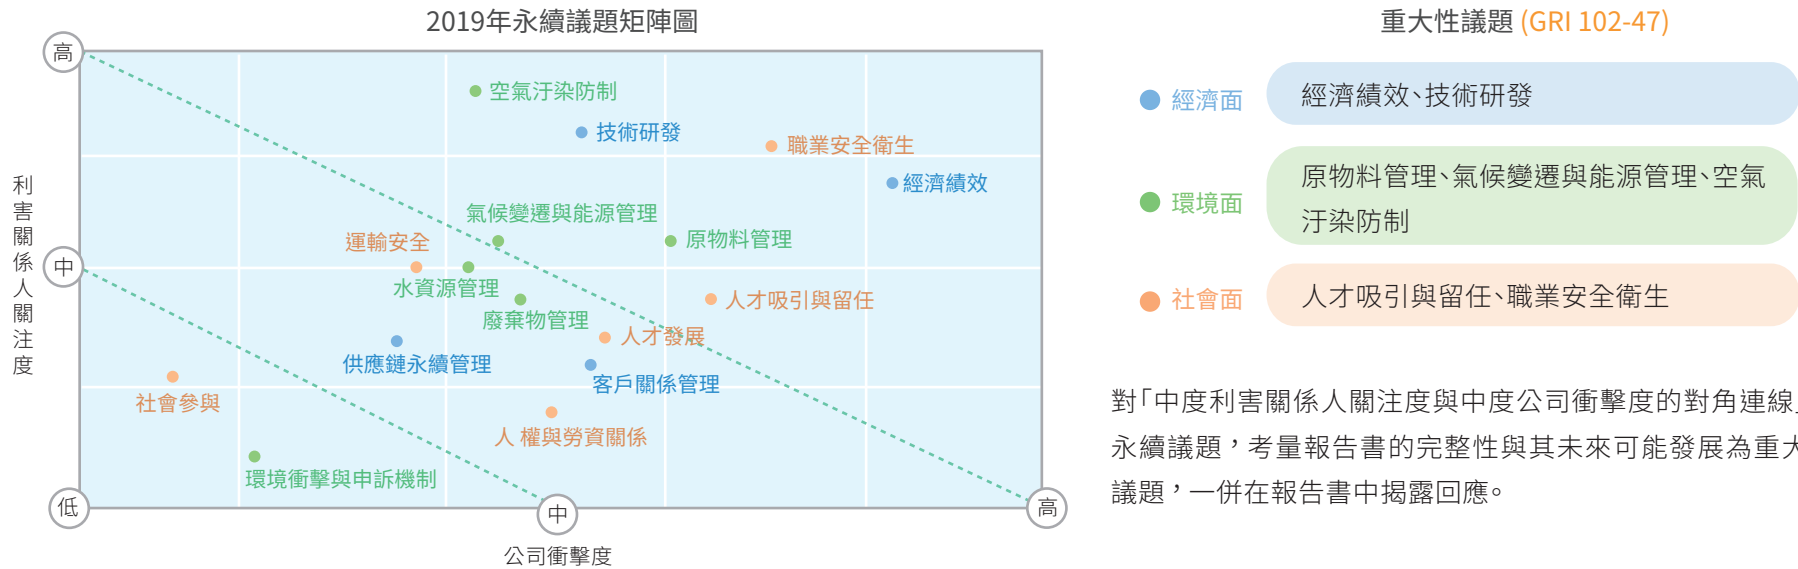 2019年永續議題矩陣圖
高
空氣汙染防制
技術研發
職業安全衛生
經濟績效
氣候變遷與能源管理
運輸安全
原物料管理
利害關係人關注度
中
水資源管理
人才吸引與留任
廢棄物管理
人才發展
供應鏈永續管理
客戶關係管理
社會參與
人 權與勞資關係
環境衝擊與申訴機制
低
中
高
公司衝擊度
重大性議題 (GRI 102-47)
經濟面
經濟績效、技術研發
環境面
原物料管理、氣候變遷與能源管理、空氣
汙染防制
社會面
人才吸引與留任、職業安全衛生
對「中度利害關係人關注度與中度公司衝擊度的對角連線」
永續議題，考量報告書的完整性與其未來可能發展為重大
議題，一併在報告書中揭露回應。